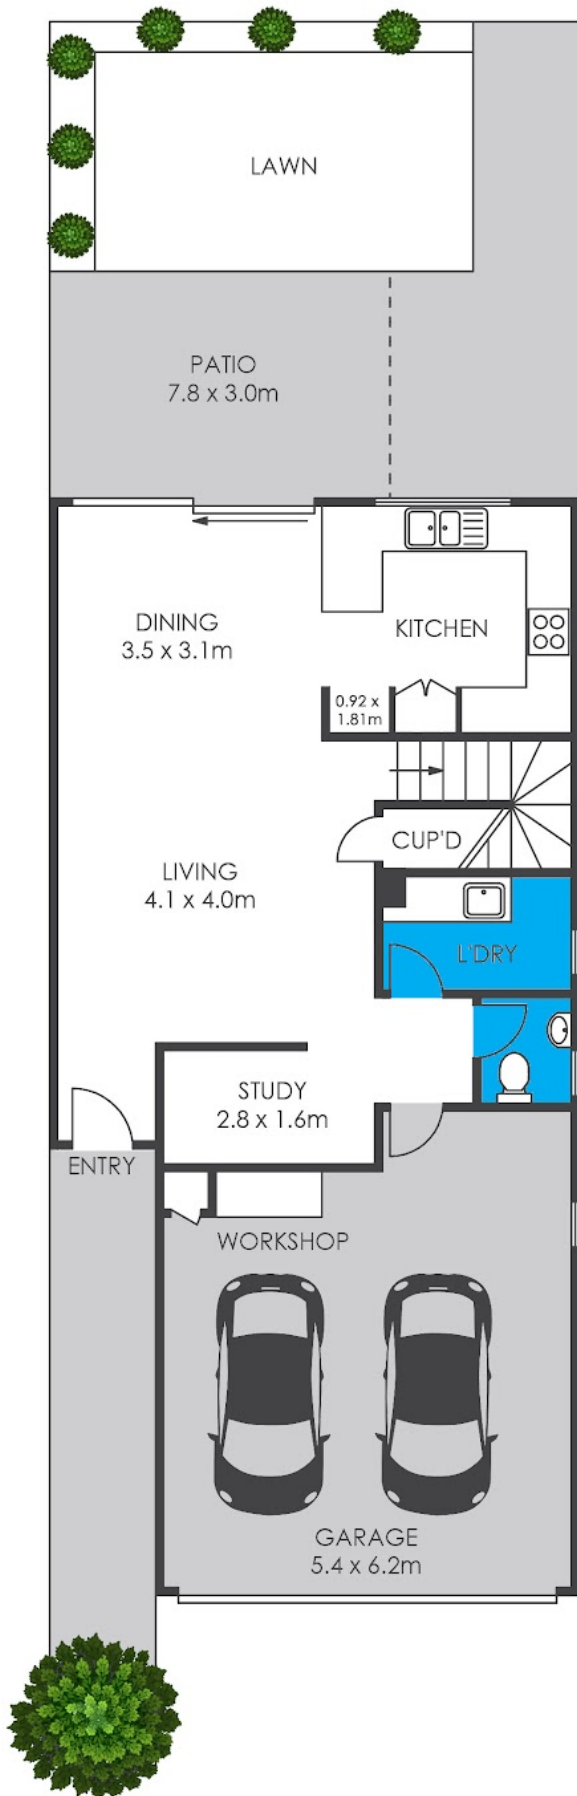 LAWN
PATIO
7.8 x 3.0m
DINING
3.5 x 3.1m
KITCHEN
0.92 x
1.81m
CUP'D
LIVING
4.1 x 4.0m
L'DRY
STUDY
2.8 x 1.6m
ENTRY
WORKSHOP
GARAGE
5.4 x 6.2m